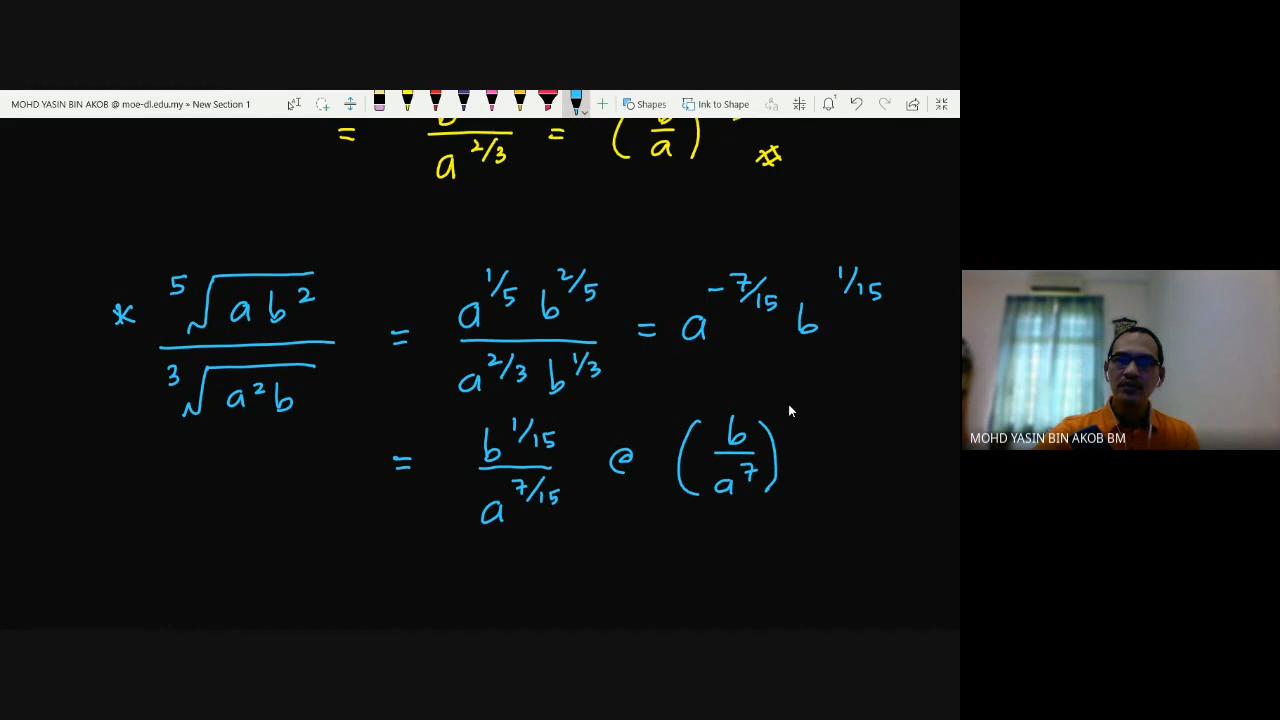 MOHD YASIN BIN AKOB @ moe-dl.edu.my » New Section 1
Shapes
Ink to Shape
= b / a^(2/3) = (b/a)
* ⁵√(ab²) / ³√(a²b) = a^(1/5) b^(2/5) / a^(2/3) b^(1/3) = a^(-7/15) b^(1/15)
= b^(1/15) / a^(7/15) @ (b/a⁷)
MOHD YASIN BIN AKOB BM